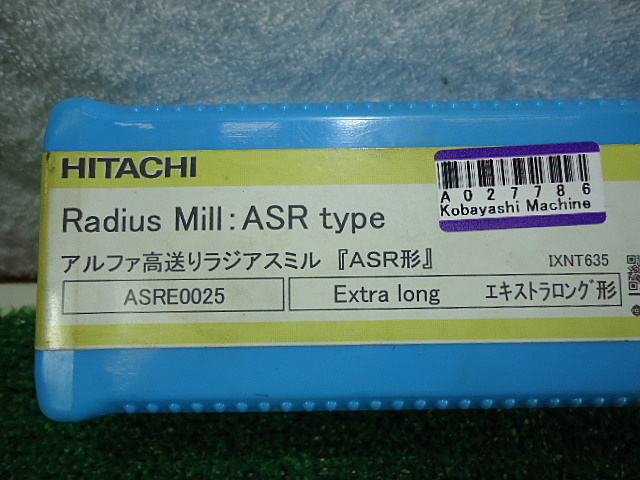 HITACHI
A027786
Kobayashi Machine
Radius Mill：ASR type
アルファ高送りラジアスミル『ASR形』
IXNT635
ASRE0025
Extra long エキストラロング形